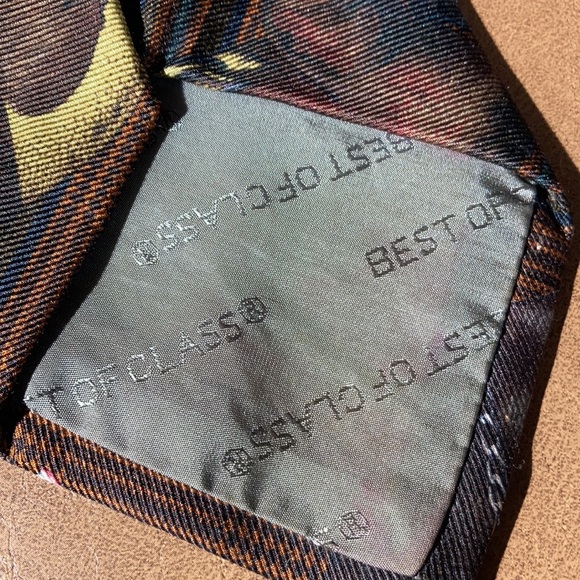 BEST OF CLASS®
BEST OF
T OF CLASS®
BEST OF CLASS®
®